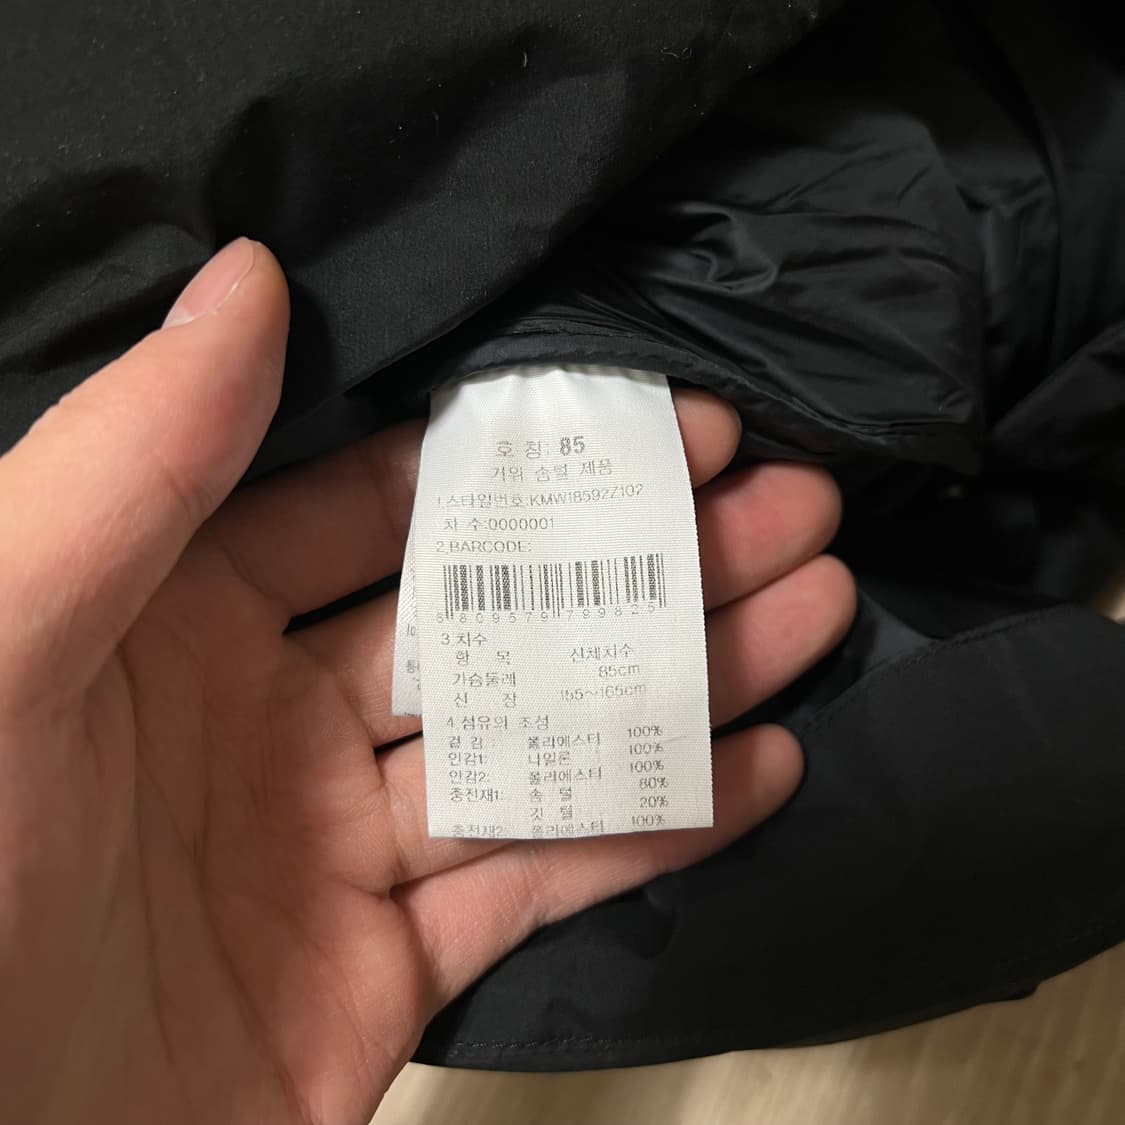 호 칭: 85
거위 솜털 제품
1.스타일번호:KMW18592Z102
차 수:0000001
2.BARCODE:
8809579799825
3.치수
항 목 신체치수
가슴둘레 85cm
신 장 155~165cm
4.섬유의 조성
겉 감 : 폴리에스터 100%
안감1: 나일론 100%
안감2: 폴리에스터 100%
충전재1: 솜 털 80%
깃 털 20%
충전재2: 폴리에스터 100%